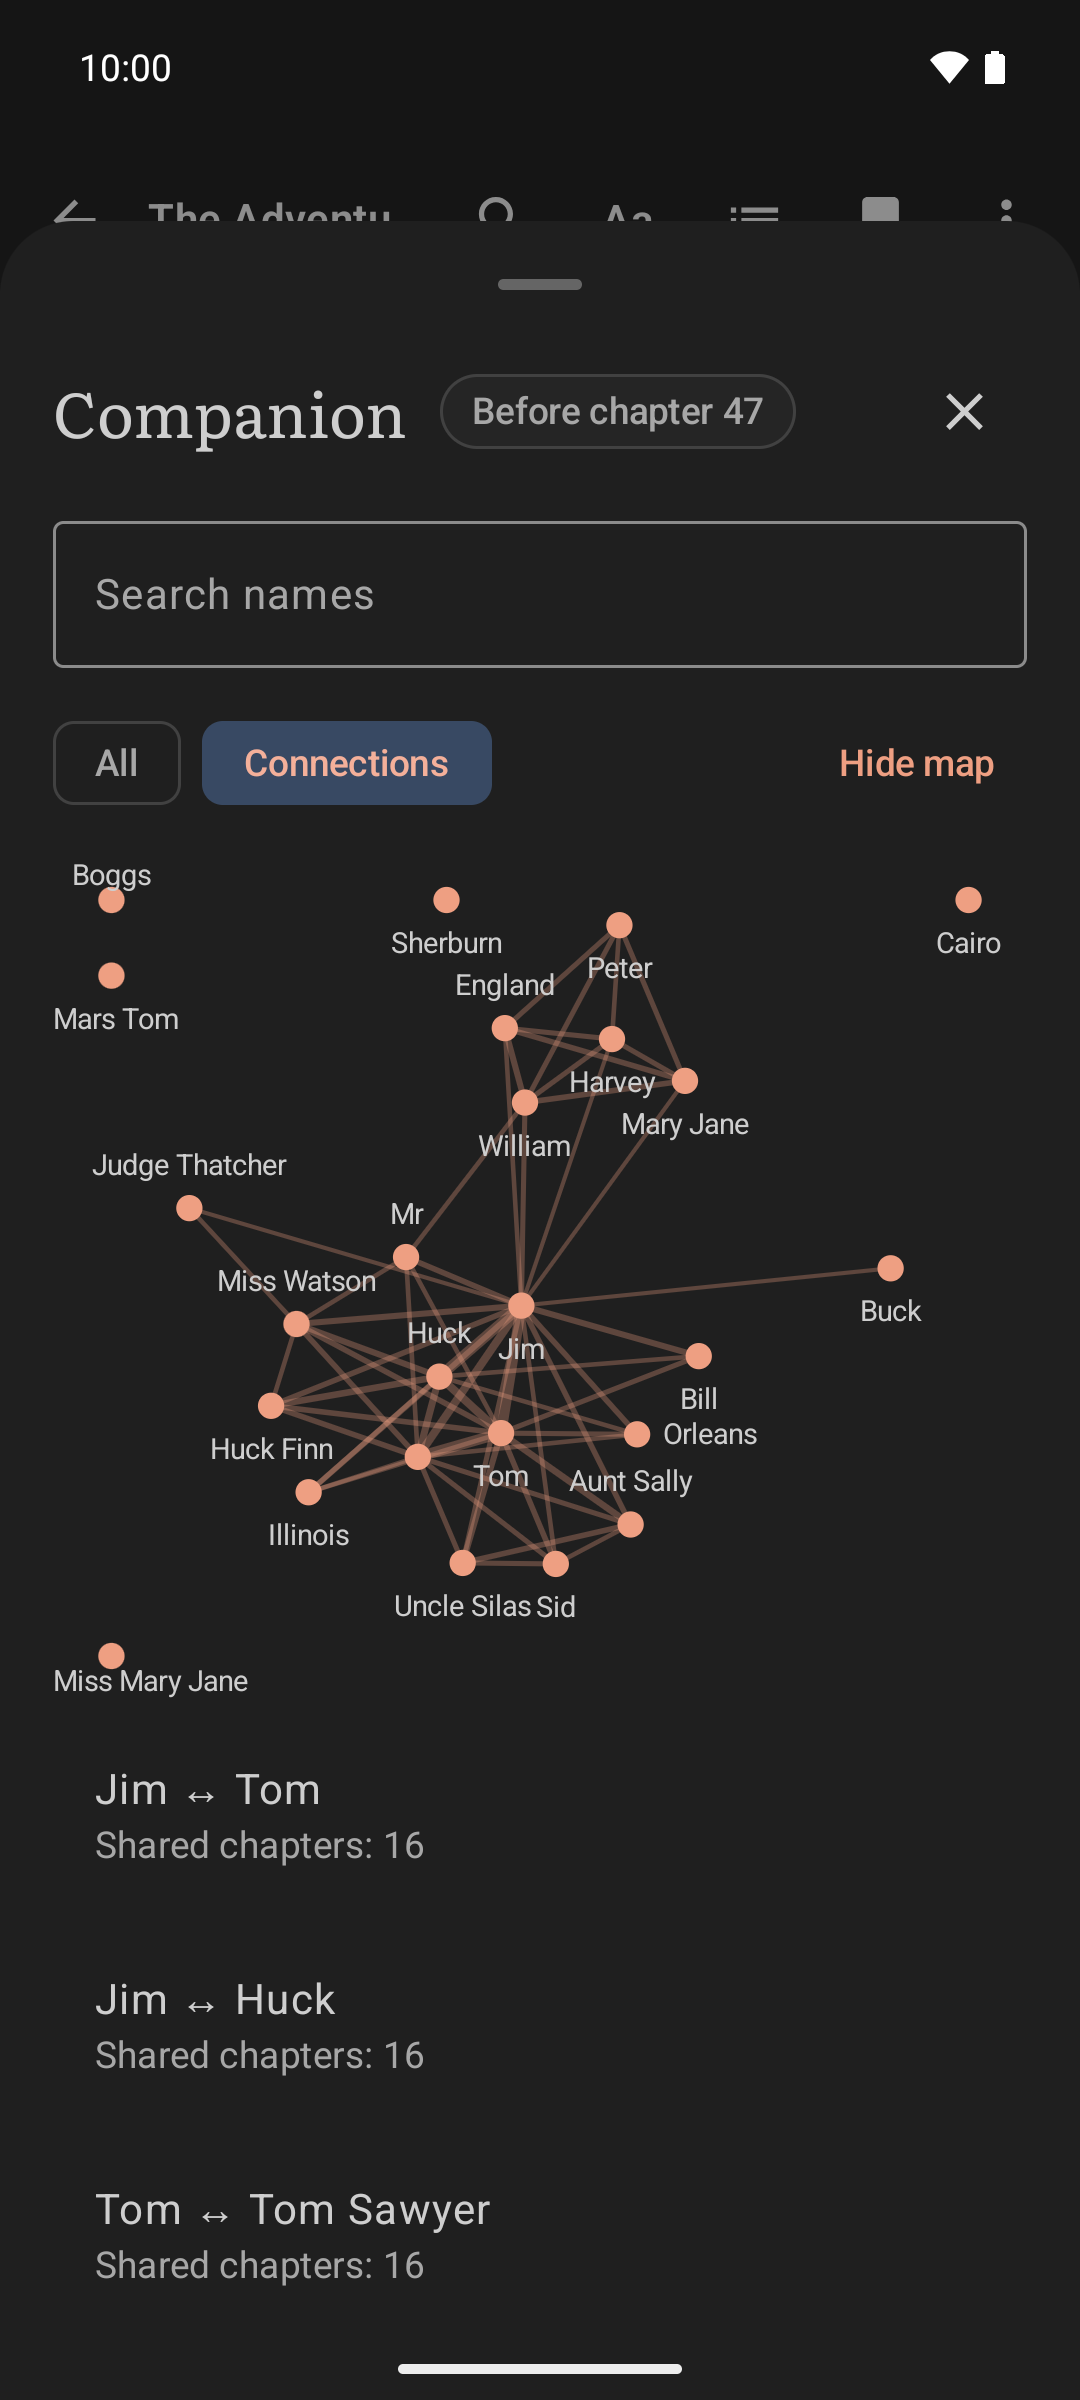 10:00
The Adventu
Aa
Companion
Before chapter 47
Search names
All
Connections
Hide map
Boggs
Sherburn
Cairo
Peter
England
Mars Tom
Harvey
Mary Jane
William
Judge Thatcher
Mr
Miss Watson
Buck
Huck
Jim
Bill
Orleans
Huck Finn
Tom
Aunt Sally
Illinois
Uncle Silas
Sid
Miss Mary Jane
Jim ↔ Tom
Shared chapters: 16
Jim ↔ Huck
Shared chapters: 16
Tom ↔ Tom Sawyer
Shared chapters: 16